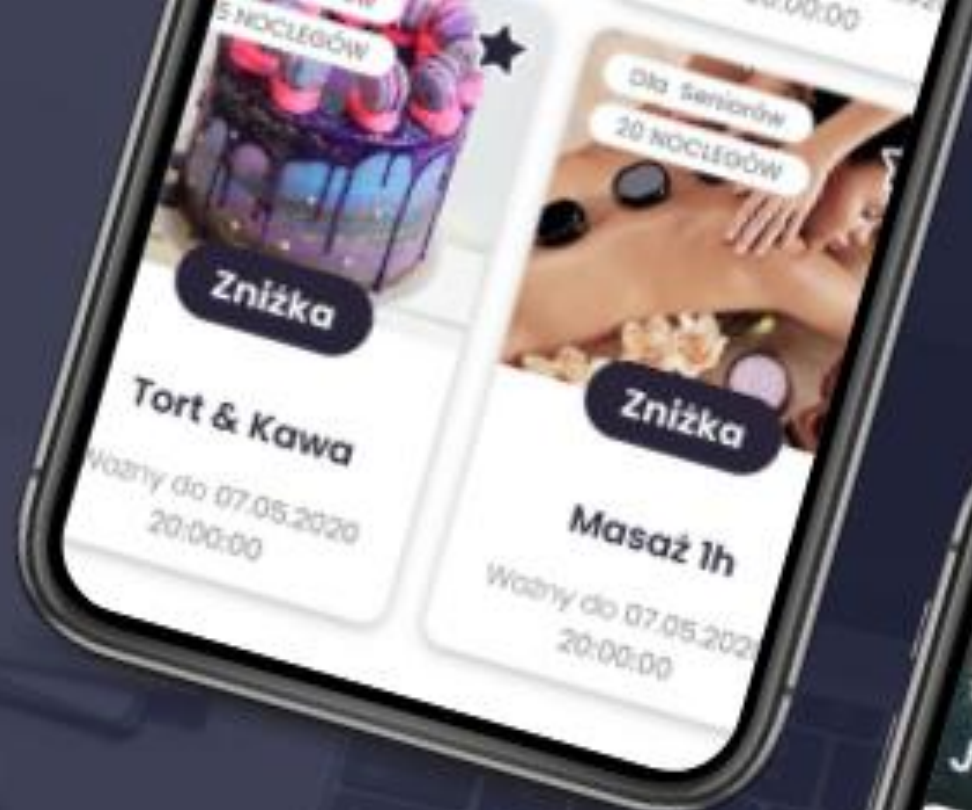 5 NOCLEGÓW
Zniżka
Tort & Kawa
Ważny do 07.05.2020
20:00:00
Dla Seniorów
20 NOCLEGÓW
Zniżka
Masaż 1h
Ważny do 07.05.2020
20:00:00
J